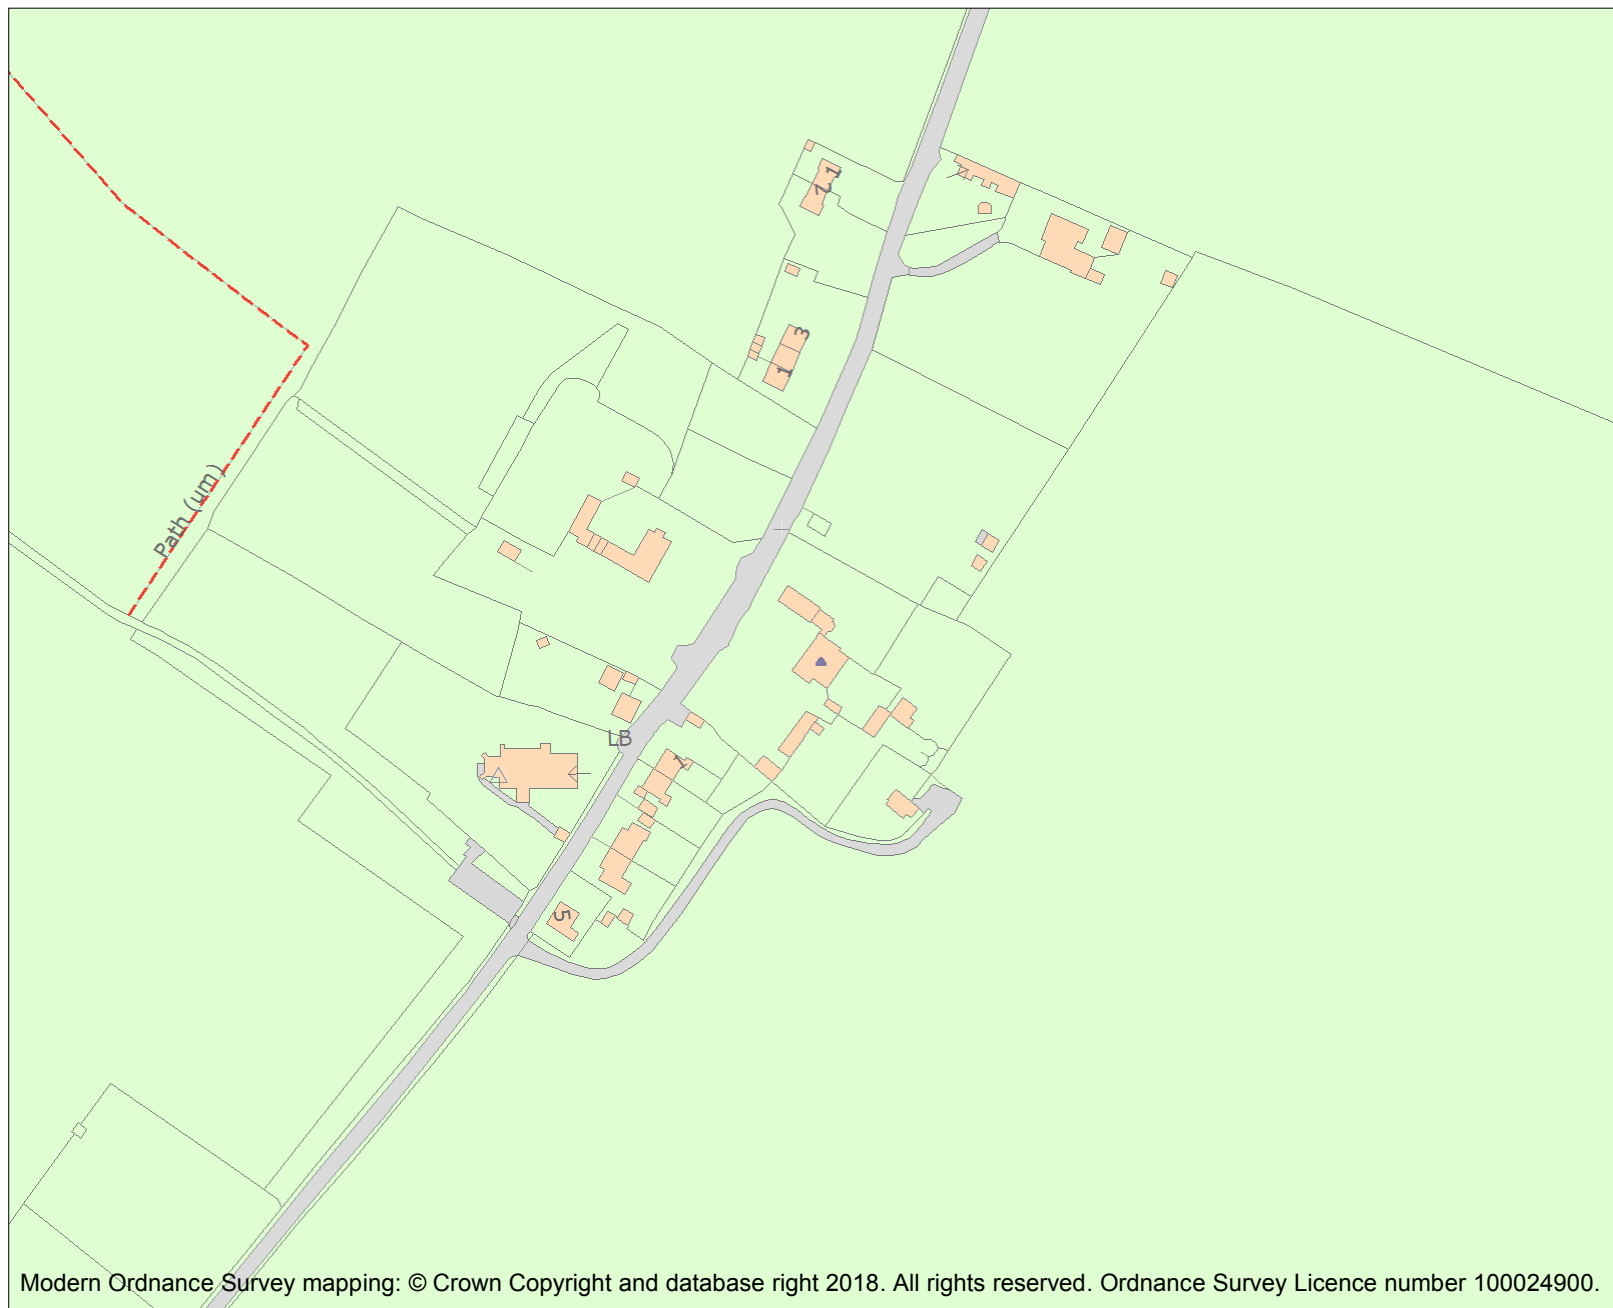 1
2
3
1
Path (um)
LB
1
5
Modern Ordnance Survey mapping: © Crown Copyright and database right 2018. All rights reserved. Ordnance Survey Licence number 100024900.